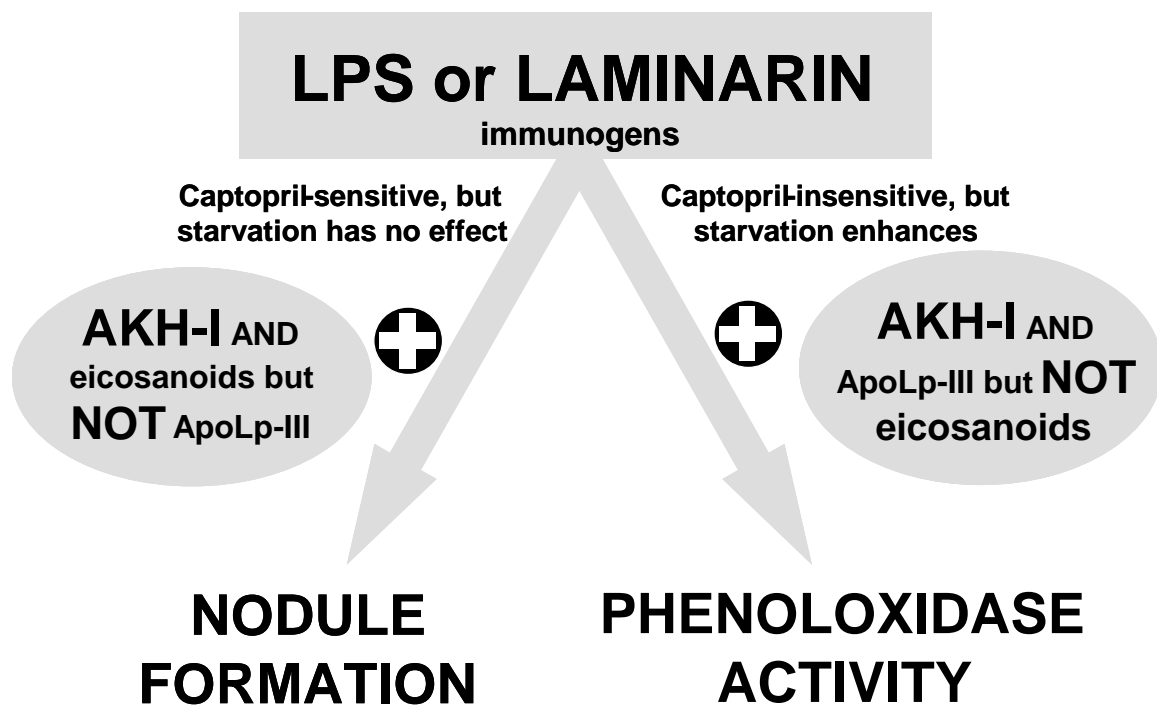 LPS or LAMINARIN
immunogens
Captopril-sensitive, but
starvation has no effect
Captopril-insensitive, but
starvation enhances
AKH-I AND
eicosanoids but
NOT ApoLp-III
AKH-I AND
ApoLp-III but NOT
eicosanoids
NODULE
FORMATION
PHENOLOXIDASE
ACTIVITY